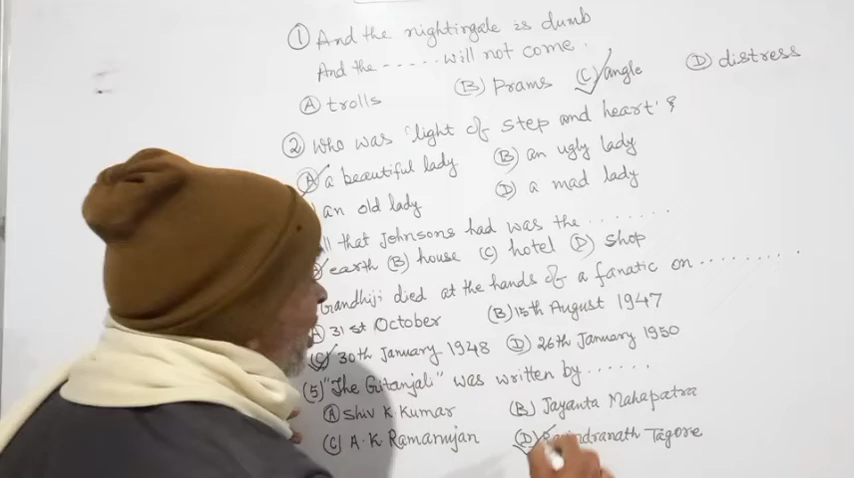 ① And the nightingale is dumb
And the ----- will not come.
Ⓐ trolls (B) Prams (C) angle Ⓓ distress
② Who was 'light of step and heart'?
Ⓐ a beautiful lady (B) an ugly lady
an old lady Ⓓ a mad lady
ll that Johnsons had was the .......
earth (B) house (C) hotel Ⓓ shop
Gandhiji died at the hands of a fanatic on ..........
A) 31st October (B) 15th August 1947
(C) 30th January 1948 Ⓓ 26th January 1950
(5) "The Gitanjali" was written by ......
Ⓐ Shiv K Kumar (B) Jayanta Mahapatra
(C) A.K Ramanujan (D) Tagore